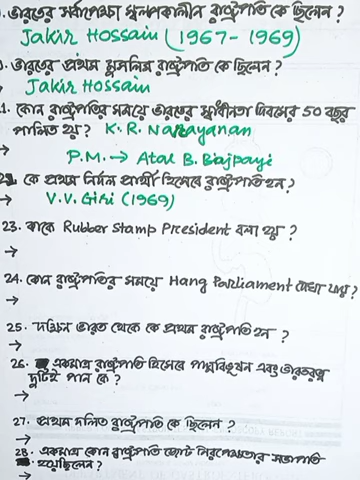 . ভারতের সর্বাপেক্ষা স্বল্পকালীন রাষ্ট্রপতি কে ছিলেন ?
Jakir Hossain (1967 - 1969)
. ভারতের প্রথম মুসলিম রাষ্ট্রপতি কে ছিলেন ?
Jakir Hossain
1. কোন রাষ্ট্রপতির সময়ে ভারতের স্বাধীনতা দিবসের 50 বছর
পালিত হয় ? K. R. Narayanan
→ P.M. → Atal B. Bajpayi
2. কে প্রথম নির্দল প্রার্থী হিসেবে রাষ্ট্রপতি হন ?
→ V.V. Giri (1969)
23. কাকে Rubber Stamp President বলা হয় ?
→
24. কোন রাষ্ট্রপতির সময়ে Hang Parliament দেখা যায় ?
→
25. দক্ষিন ভারত থেকে কে প্রথম রাষ্ট্রপতি হন ?
→
26. একমাত্র রাষ্ট্রপতি হিসেবে পদ্মবিভূষন এবং ভারতরত্ন
দুটিই পান কে ?
→
27. প্রথম দলিত রাষ্ট্রপতি কে ছিলেন ?
→
28. একমাত্র কোন রাষ্ট্রপতি জোট নিরপেক্ষতার সভাপতি
হয়েছিলেন ?
→